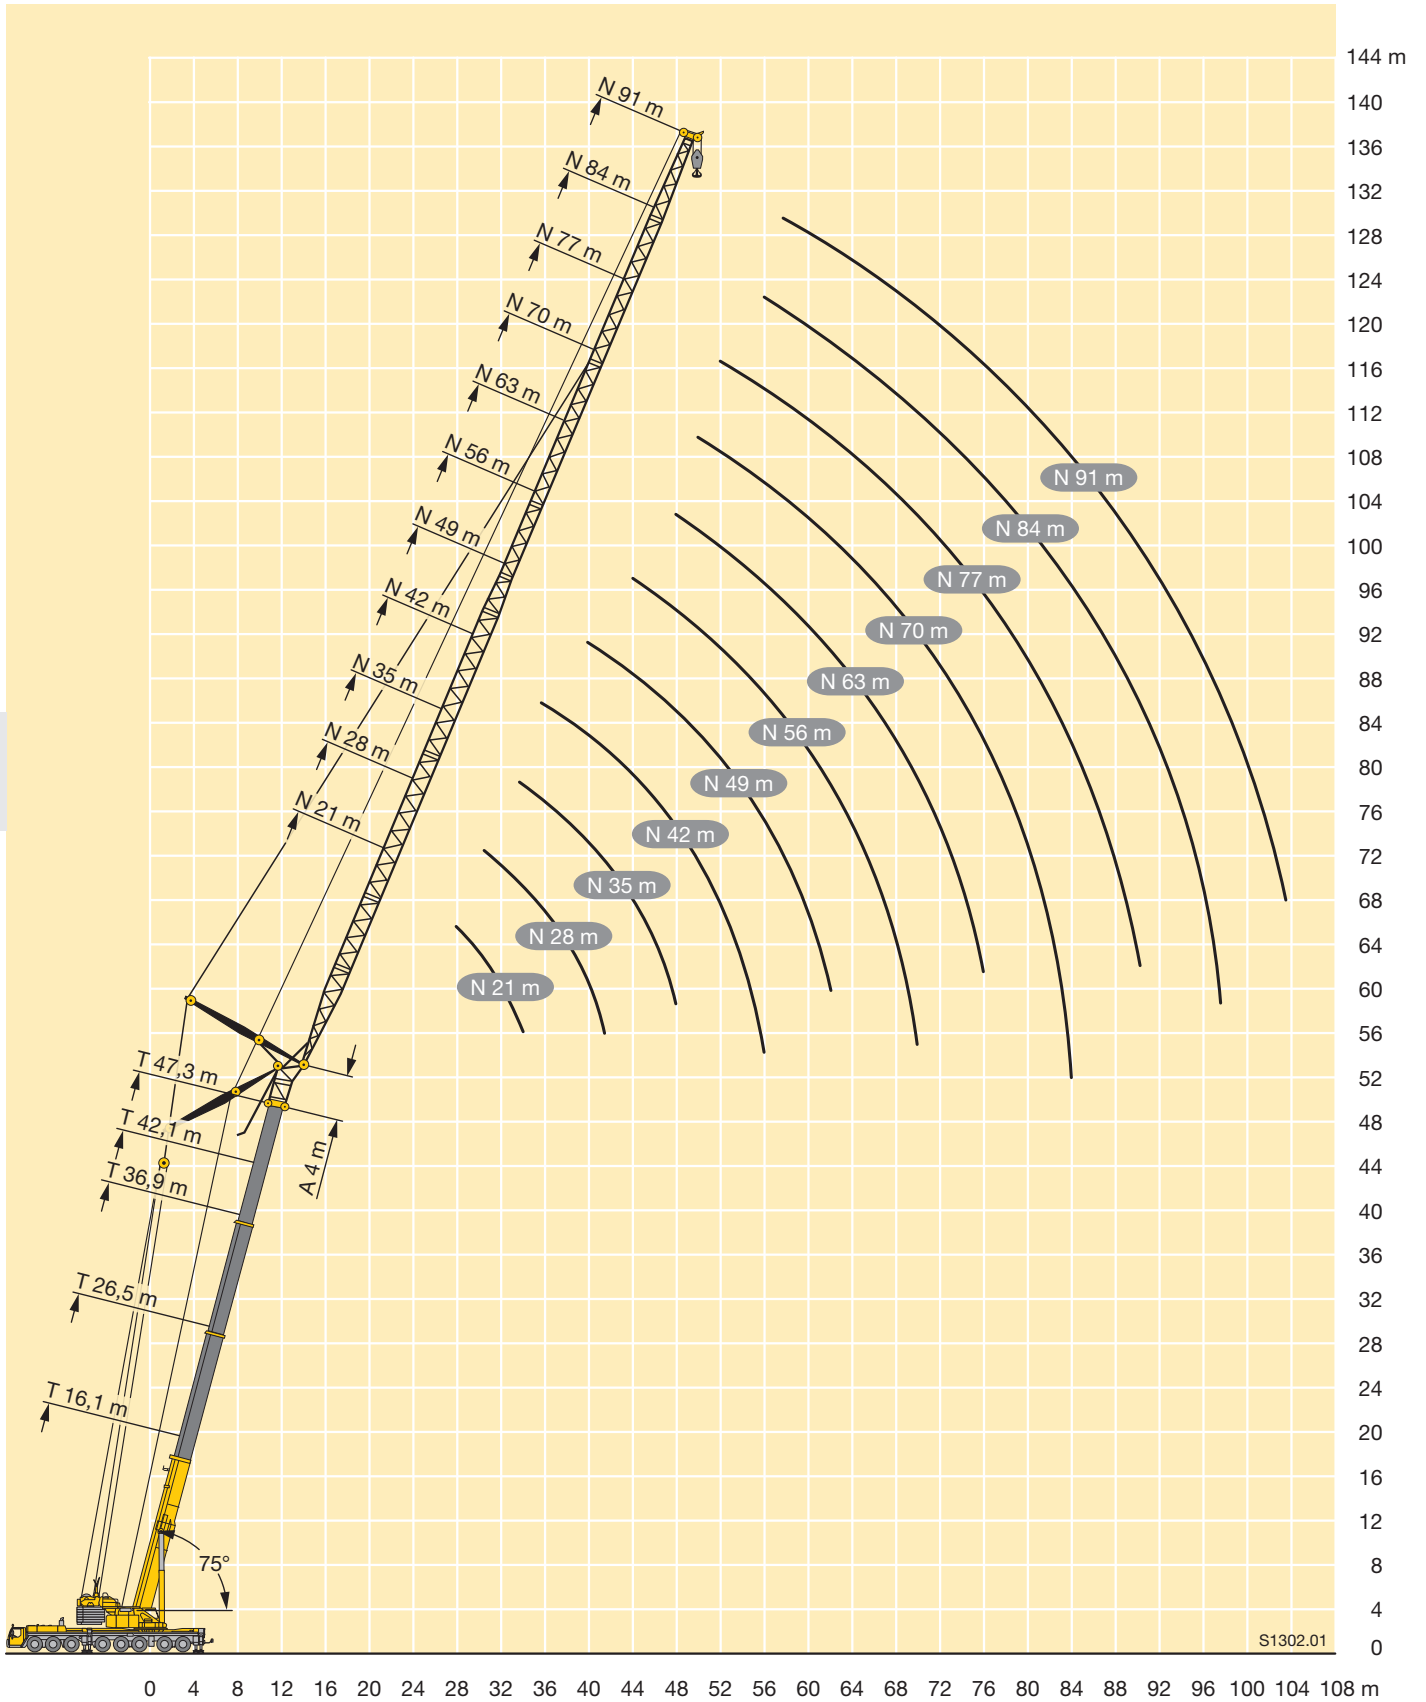 144 m
140
136
132
128
124
120
116
112
108
104
100
96
92
88
84
80
76
72
68
64
60
56
52
48
44
40
36
32
28
24
20
16
12
8
4
0
N 91 m
N 84 m
N 77 m
N 70 m
N 63 m
N 56 m
N 49 m
N 42 m
N 35 m
N 28 m
N 21 m
N 91 m
N 84 m
N 77 m
N 70 m
N 63 m
N 56 m
N 49 m
N 42 m
N 35 m
N 28 m
N 21 m
T 47,3 m
T 42,1 m
T 36,9 m
A 4 m
T 26,5 m
T 16,1 m
75°
S1302.01
0 4 8 12 16 20 24 28 32 36 40 44 48 52 56 60 64 68 72 76 80 84 88 92 96 100 104 108 m